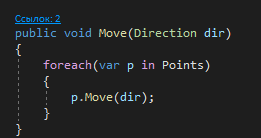 Ссылок: 2
public void Move(Direction dir)
{
foreach(var p in Points)
{
p.Move(dir);
}
}